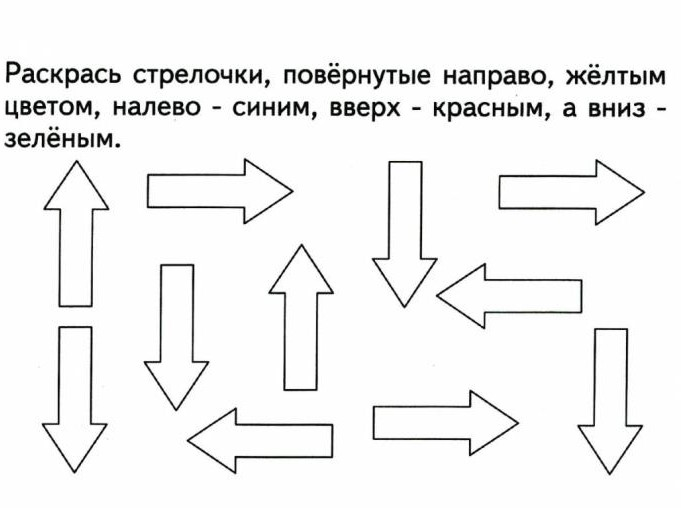 Раскрась стрелочки, повёрнутые направо, жёлтым
цветом, налево - синим, вверх - красным, а вниз -
зелёным.